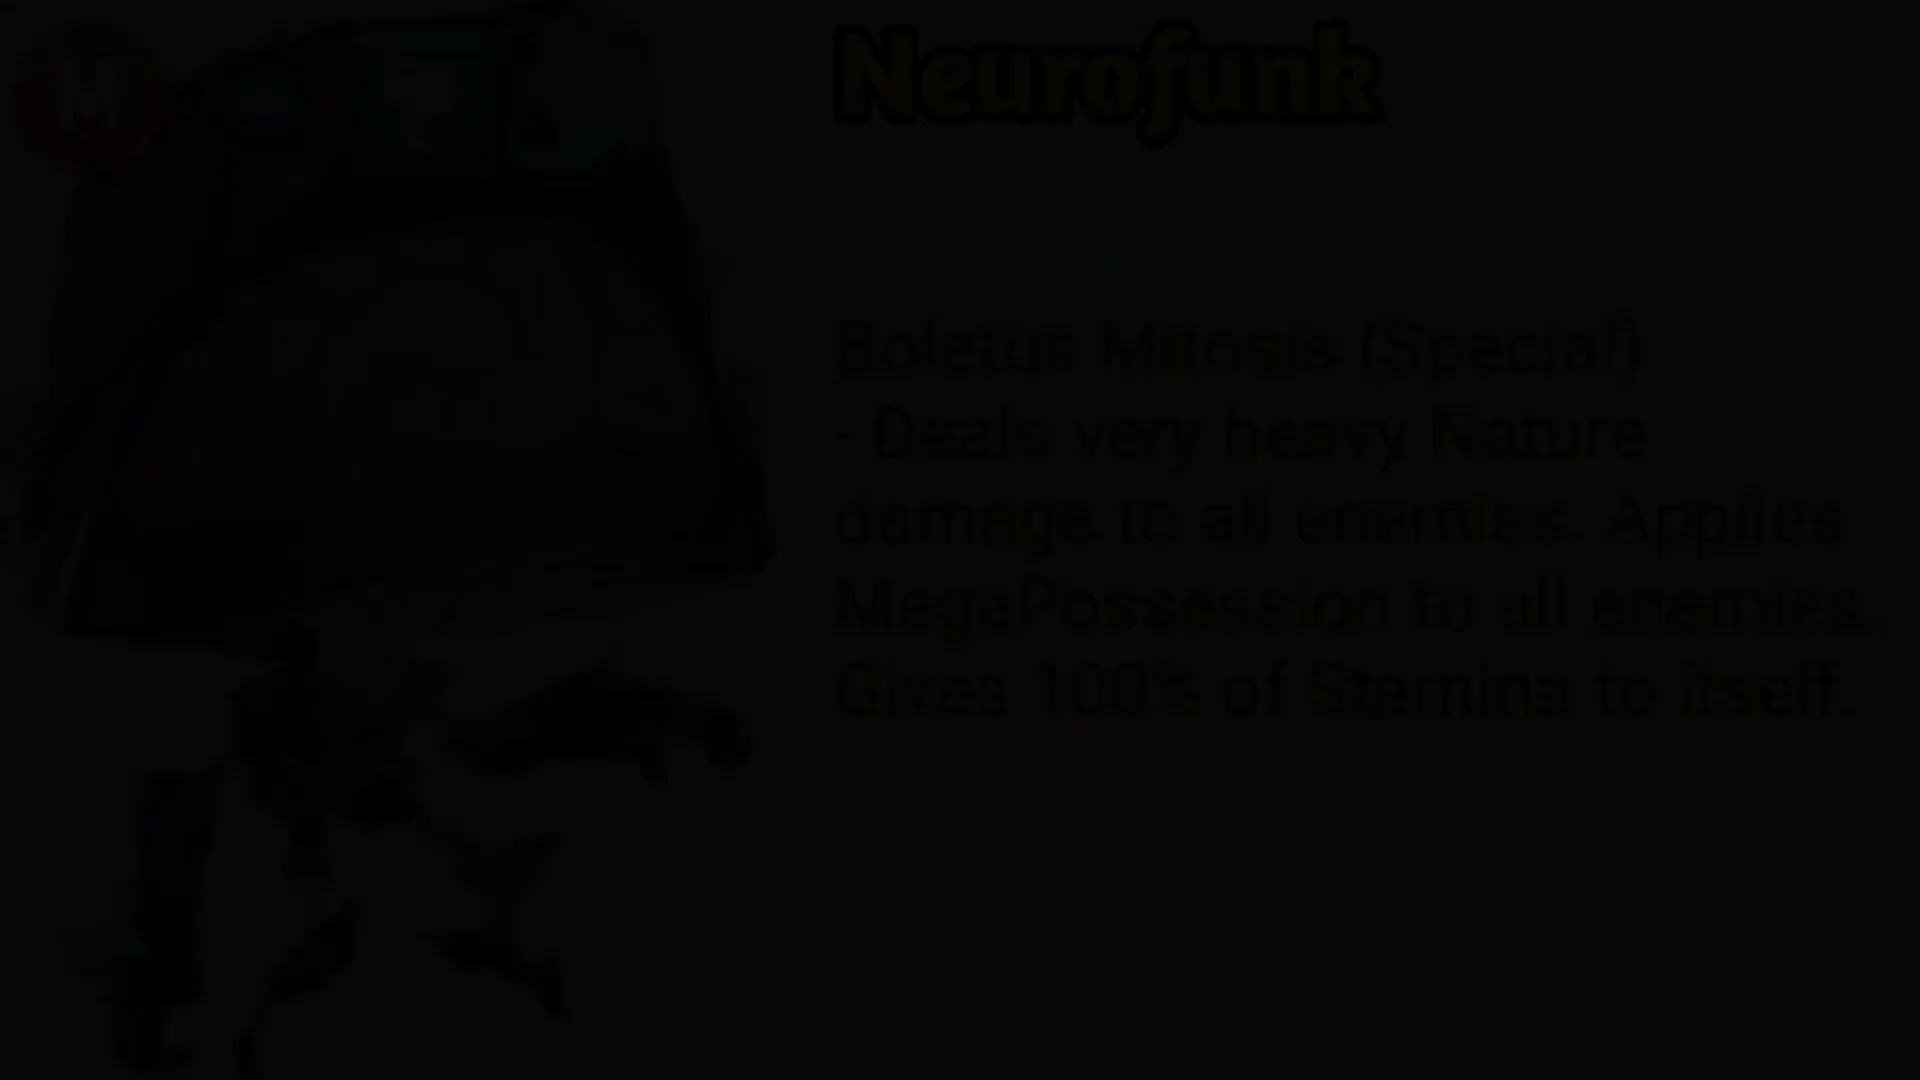 M
Neurofunk
Boletus Mitosis (Special)
- Deals very heavy Nature
damage to all enemies. Applies
MegaPossession to all enemies.
Gives 100% of Stamina to itself.